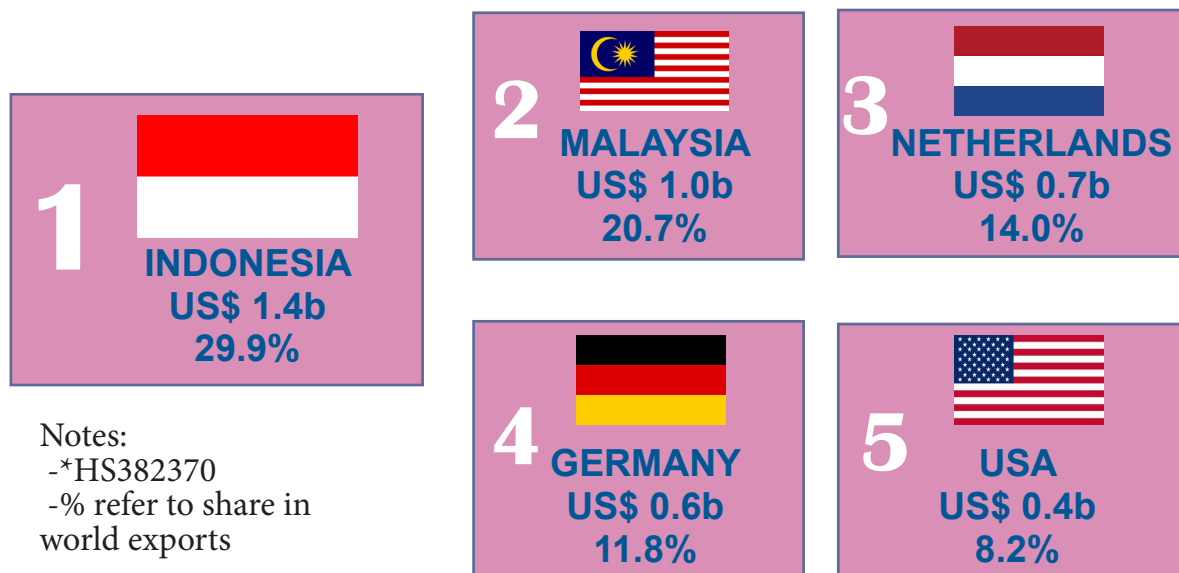 1
INDONESIA
US$ 1.4b
29.9%
2
MALAYSIA
US$ 1.0b
20.7%
3
NETHERLANDS
US$ 0.7b
14.0%
4
GERMANY
US$ 0.6b
11.8%
5
USA
US$ 0.4b
8.2%
Notes:
-*HS382370
-% refer to share in
world exports